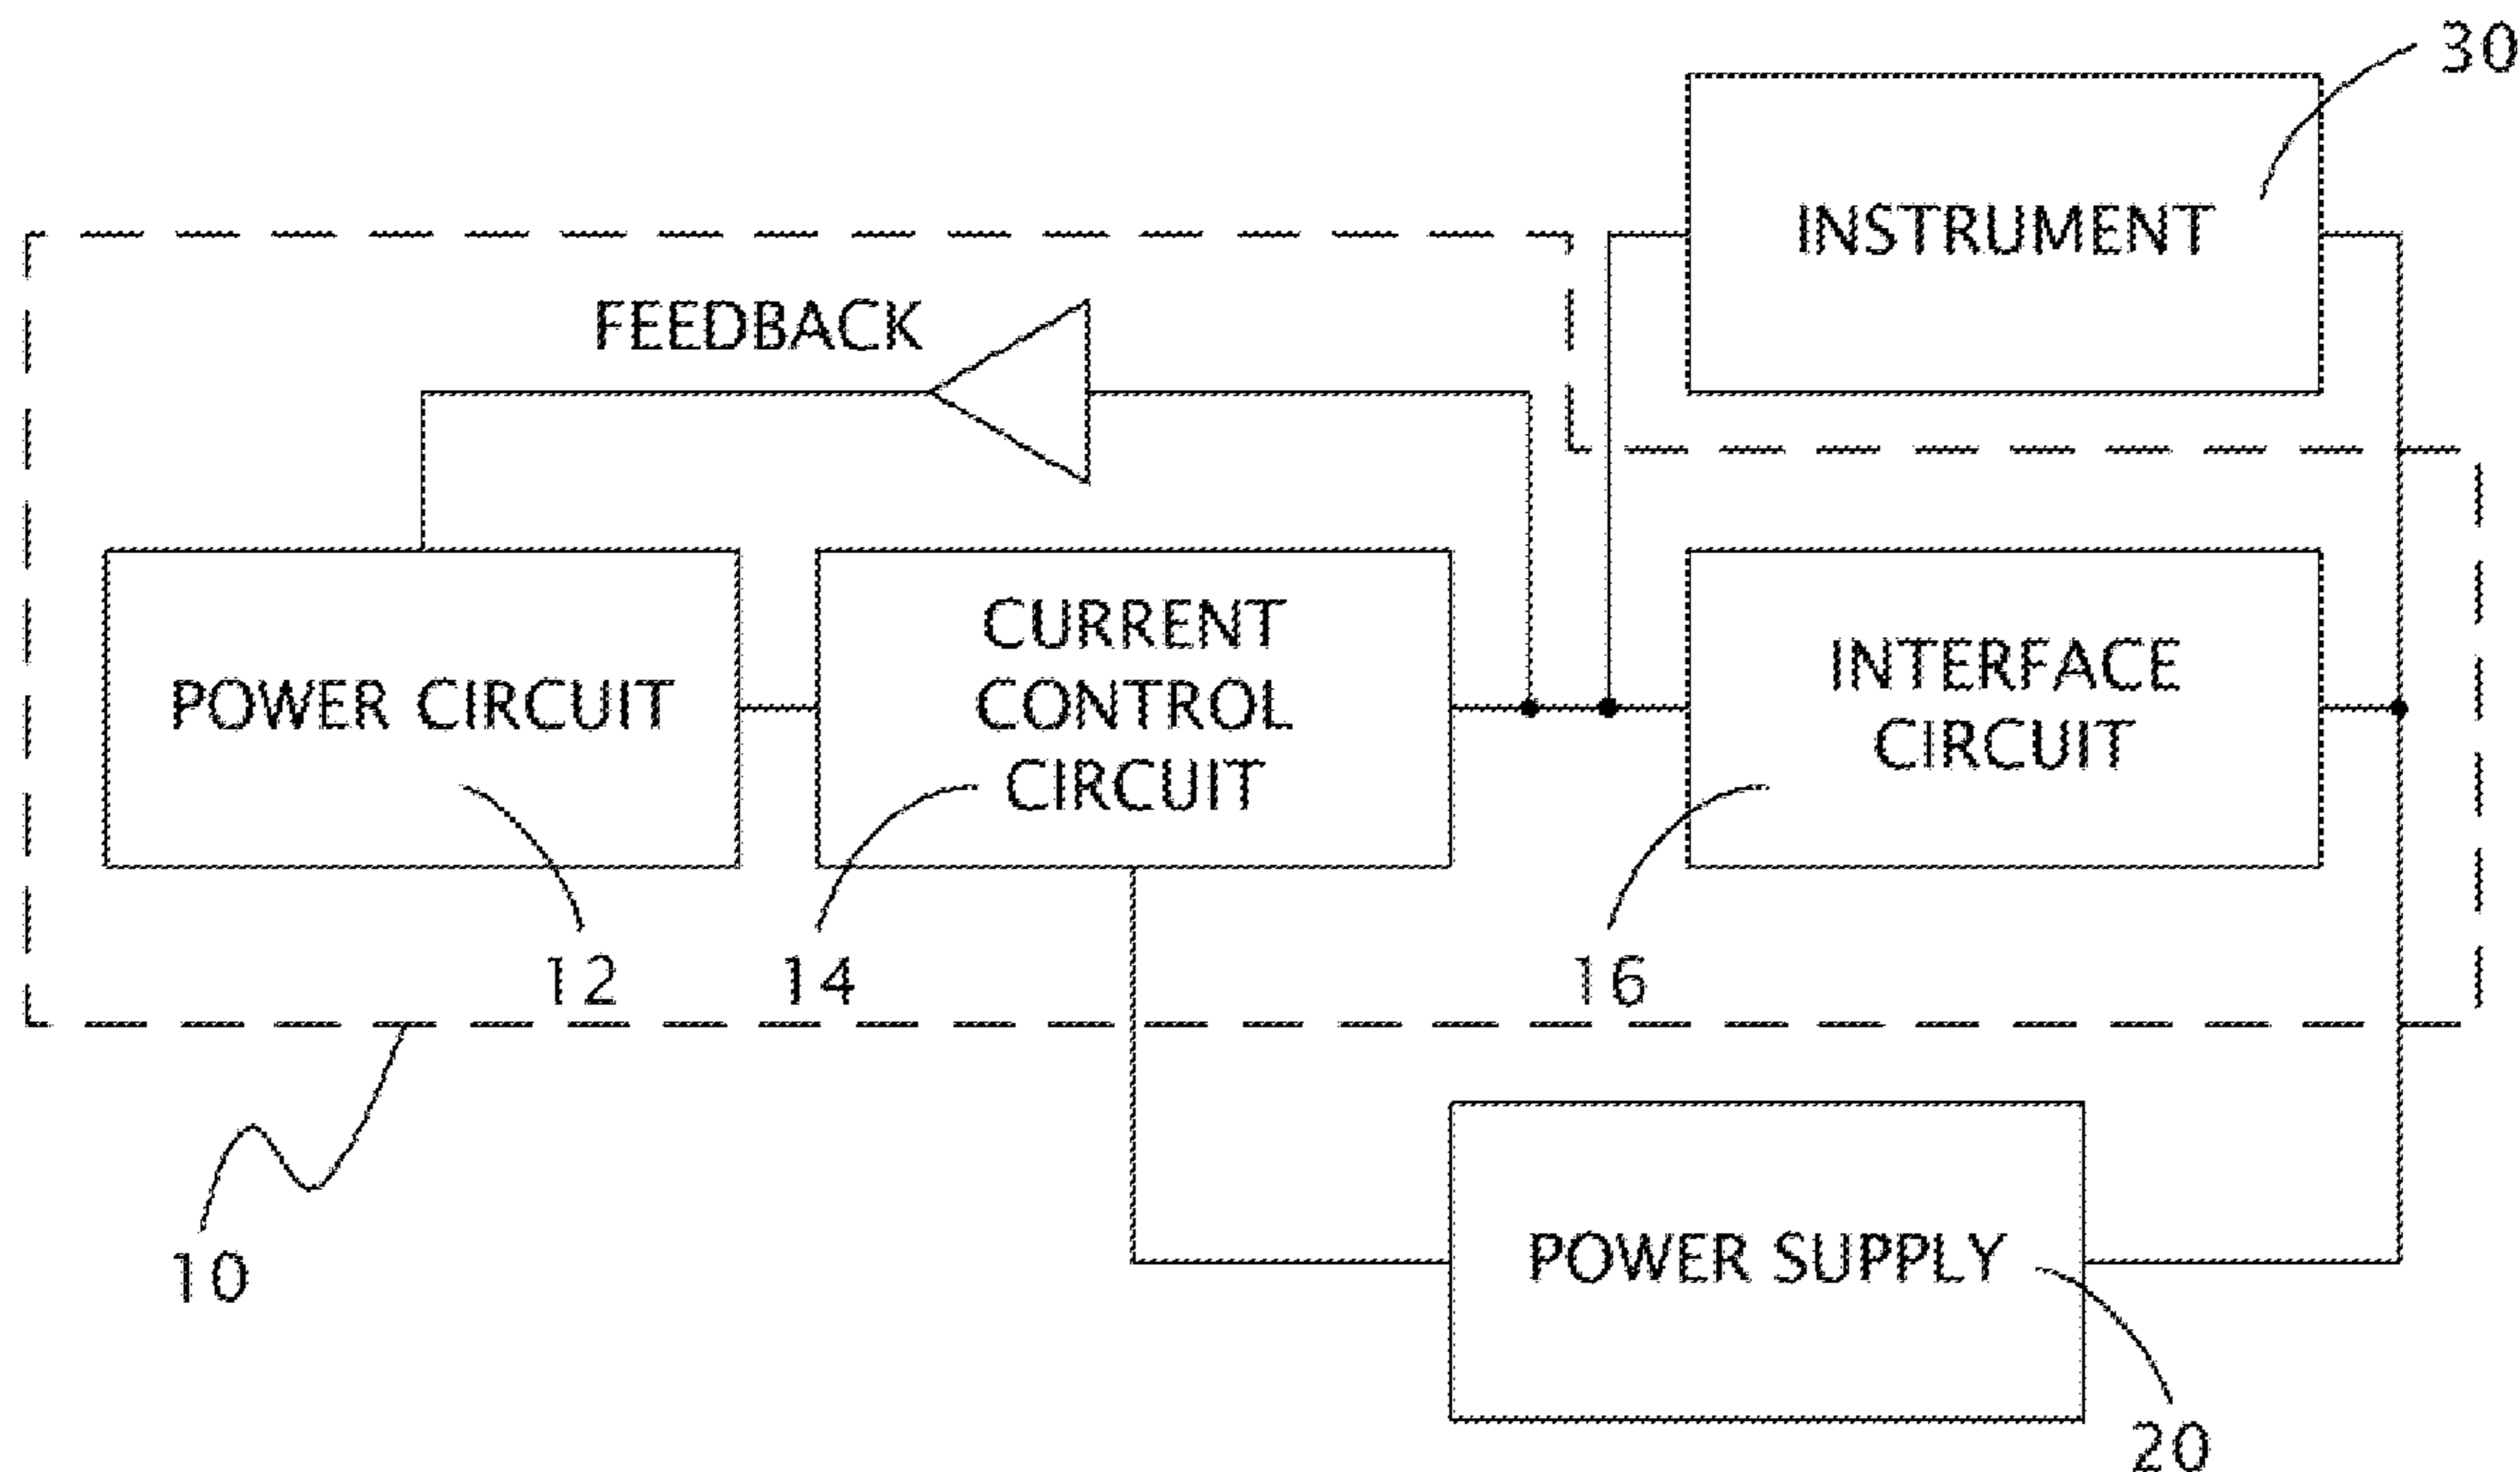 30
INSTRUMENT
FEEDBACK
POWER CIRCUIT
CURRENT
CONTROL
CIRCUIT
INTERFACE
CIRCUIT
12
14
16
10
POWER SUPPLY
20